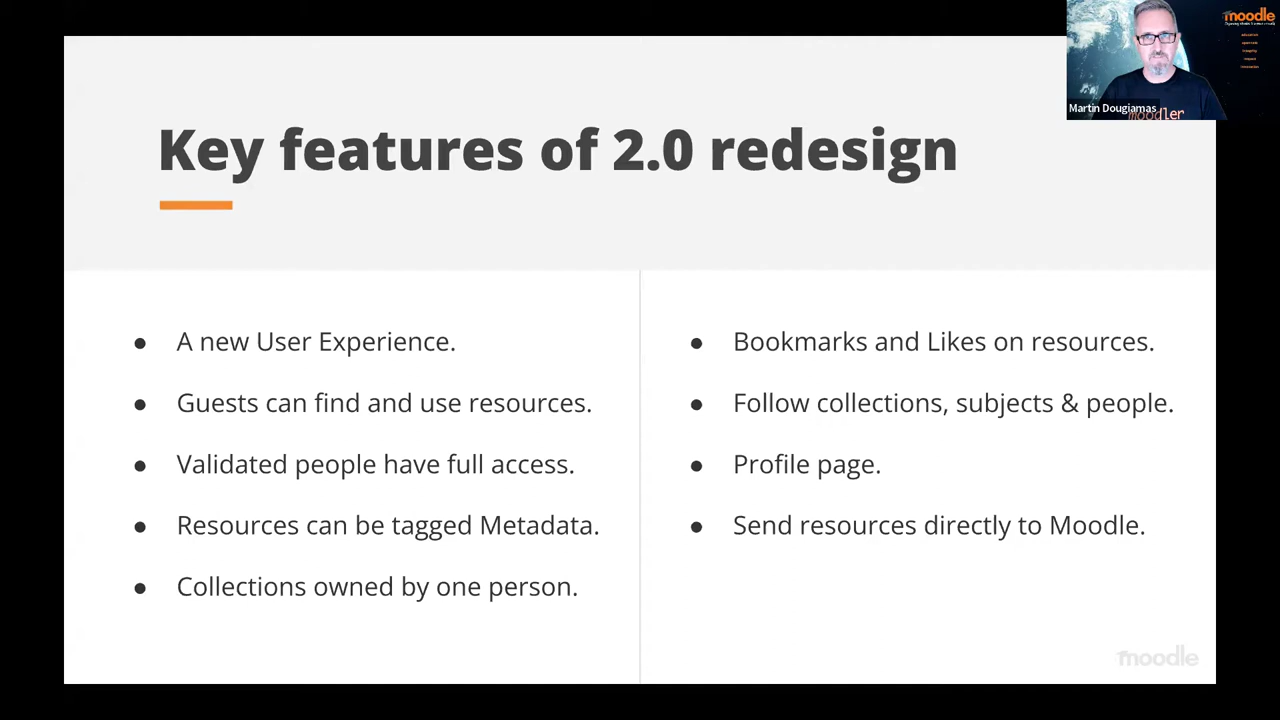 moodle
Martin Dougiamas
moodler
Key features of 2.0 redesign
● A new User Experience.
● Guests can find and use resources.
● Validated people have full access.
● Resources can be tagged Metadata.
● Collections owned by one person.
● Bookmarks and Likes on resources.
● Follow collections, subjects & people.
● Profile page.
● Send resources directly to Moodle.
moodle